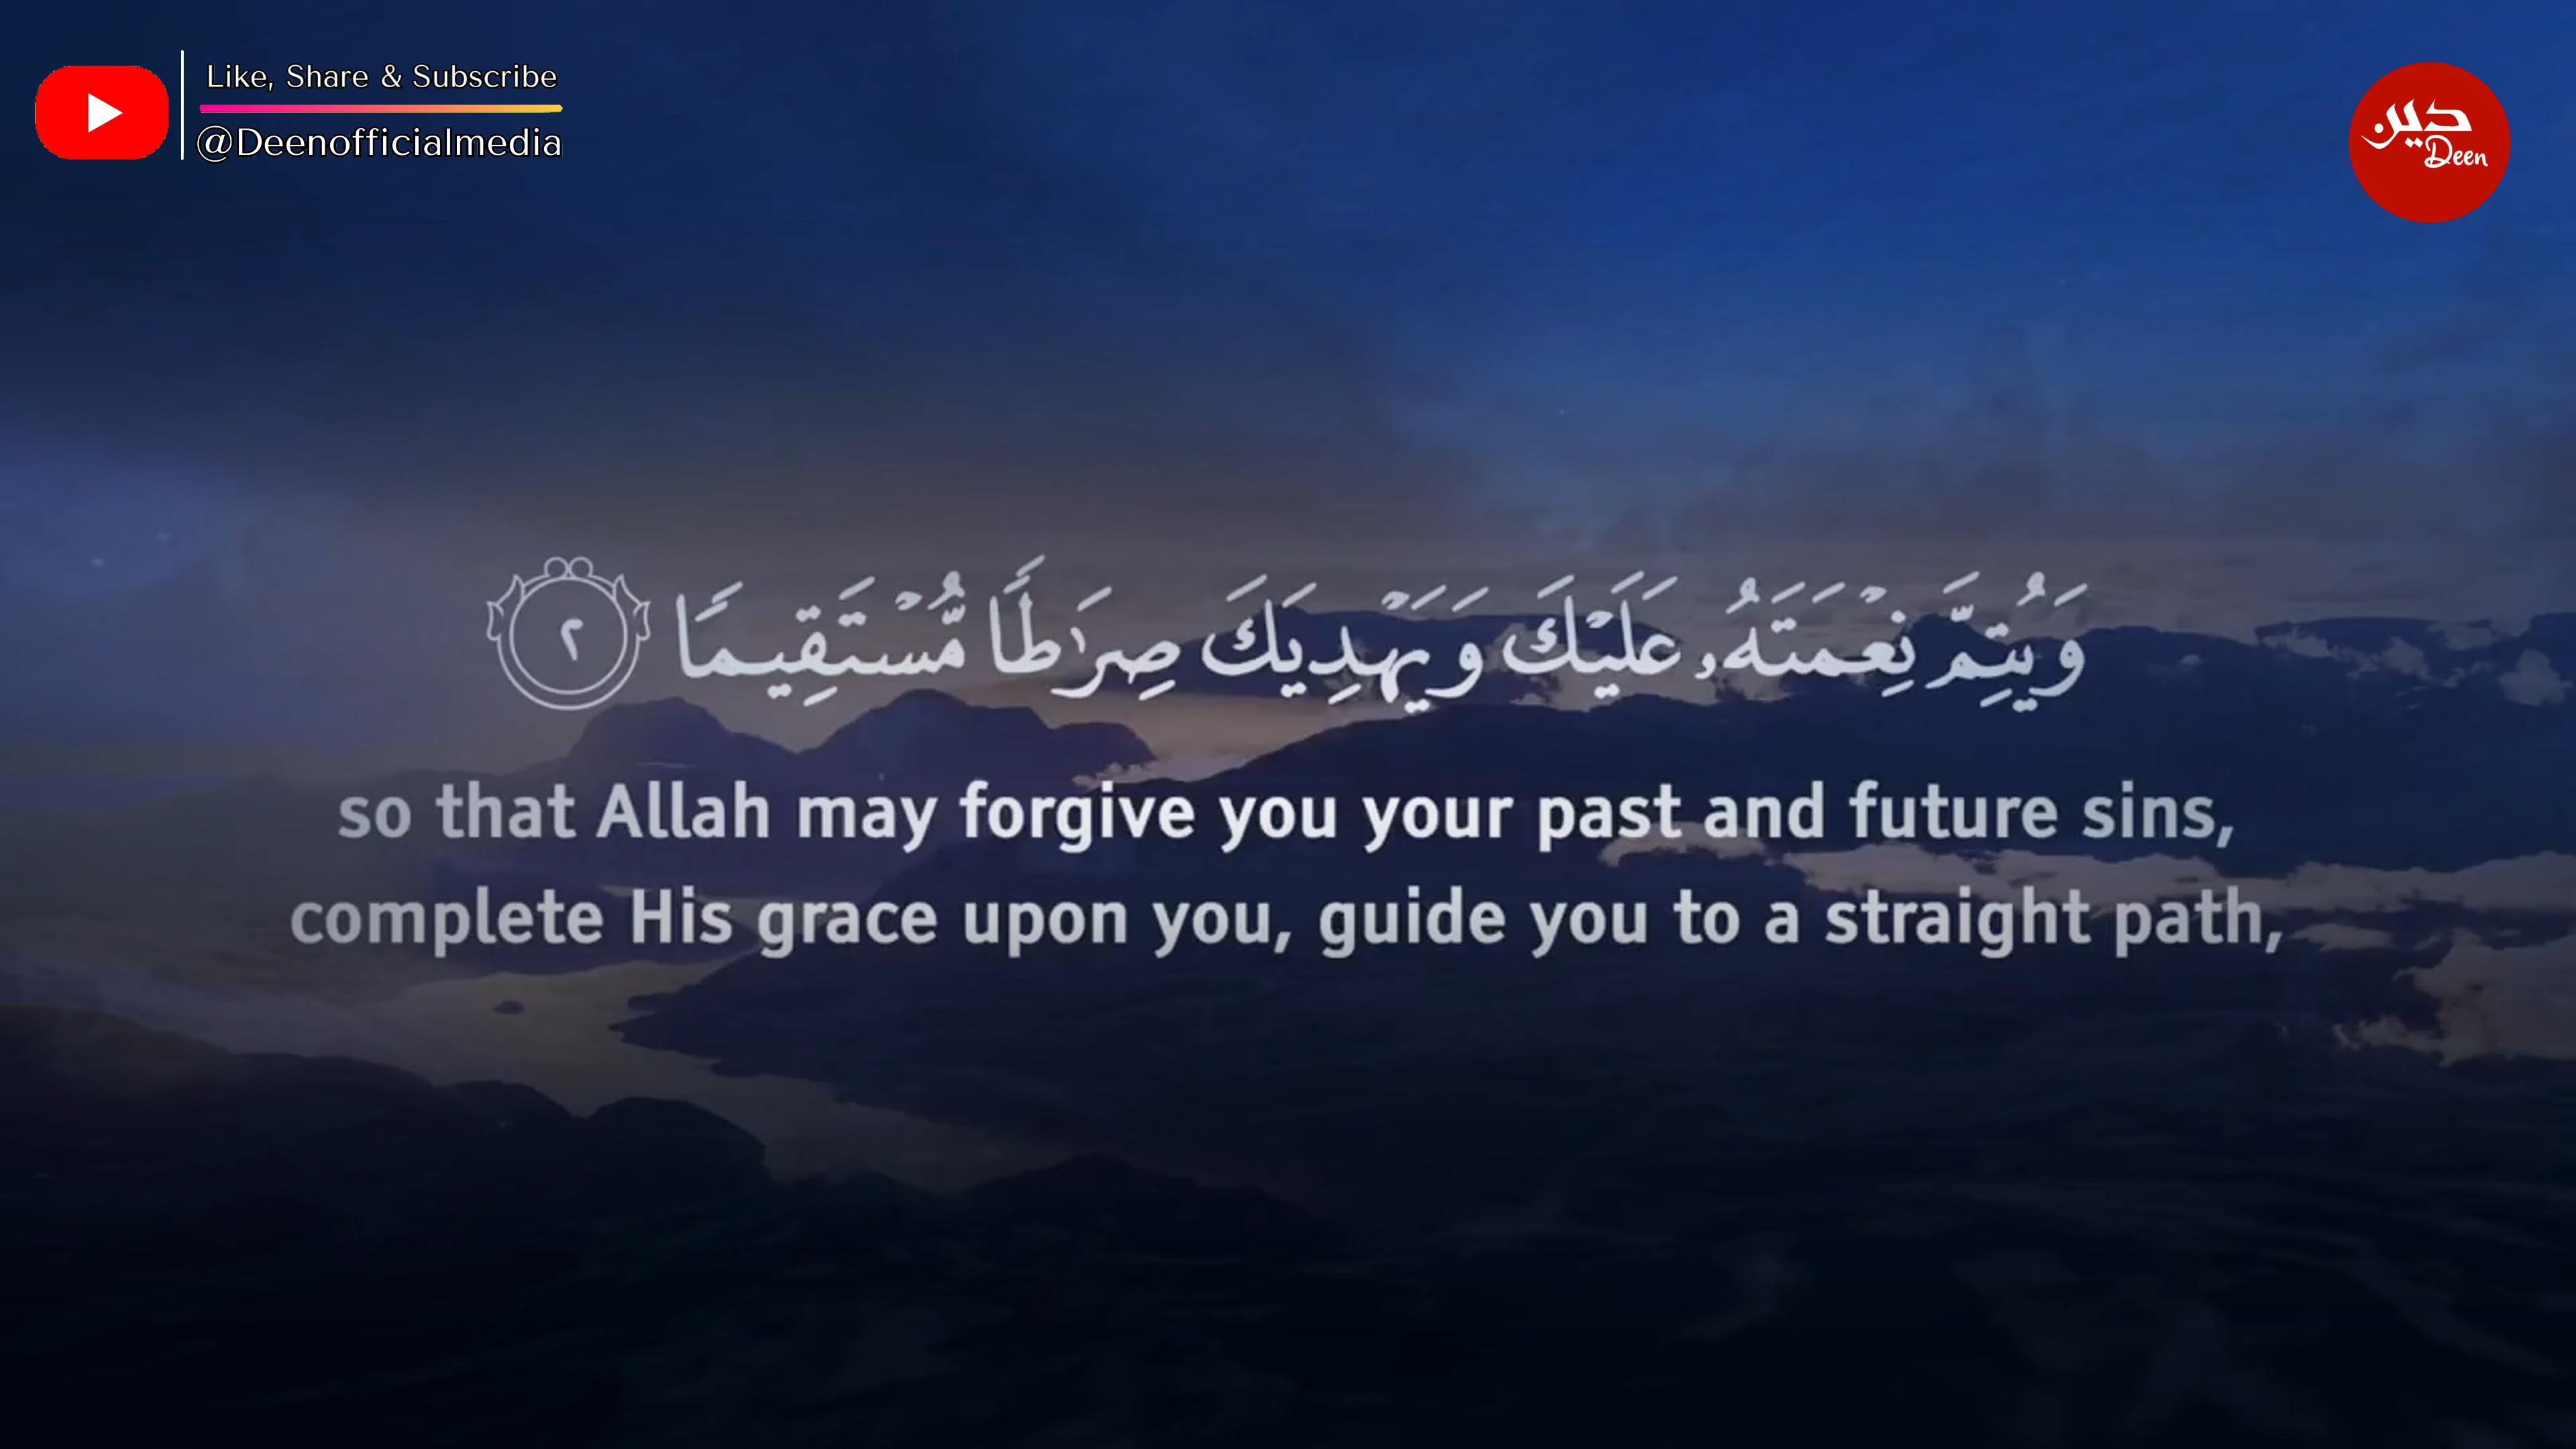 Like, Share & Subscribe
@Deenofficialmedia
دين
Deen
وَيُتِمَّ نِعۡمَتَهُۥ عَلَيۡكَ وَيَهۡدِيَكَ صِرَٰطٗا مُّسۡتَقِيمٗا ٢
so that Allah may forgive you your past and future sins,
complete His grace upon you, guide you to a straight path,